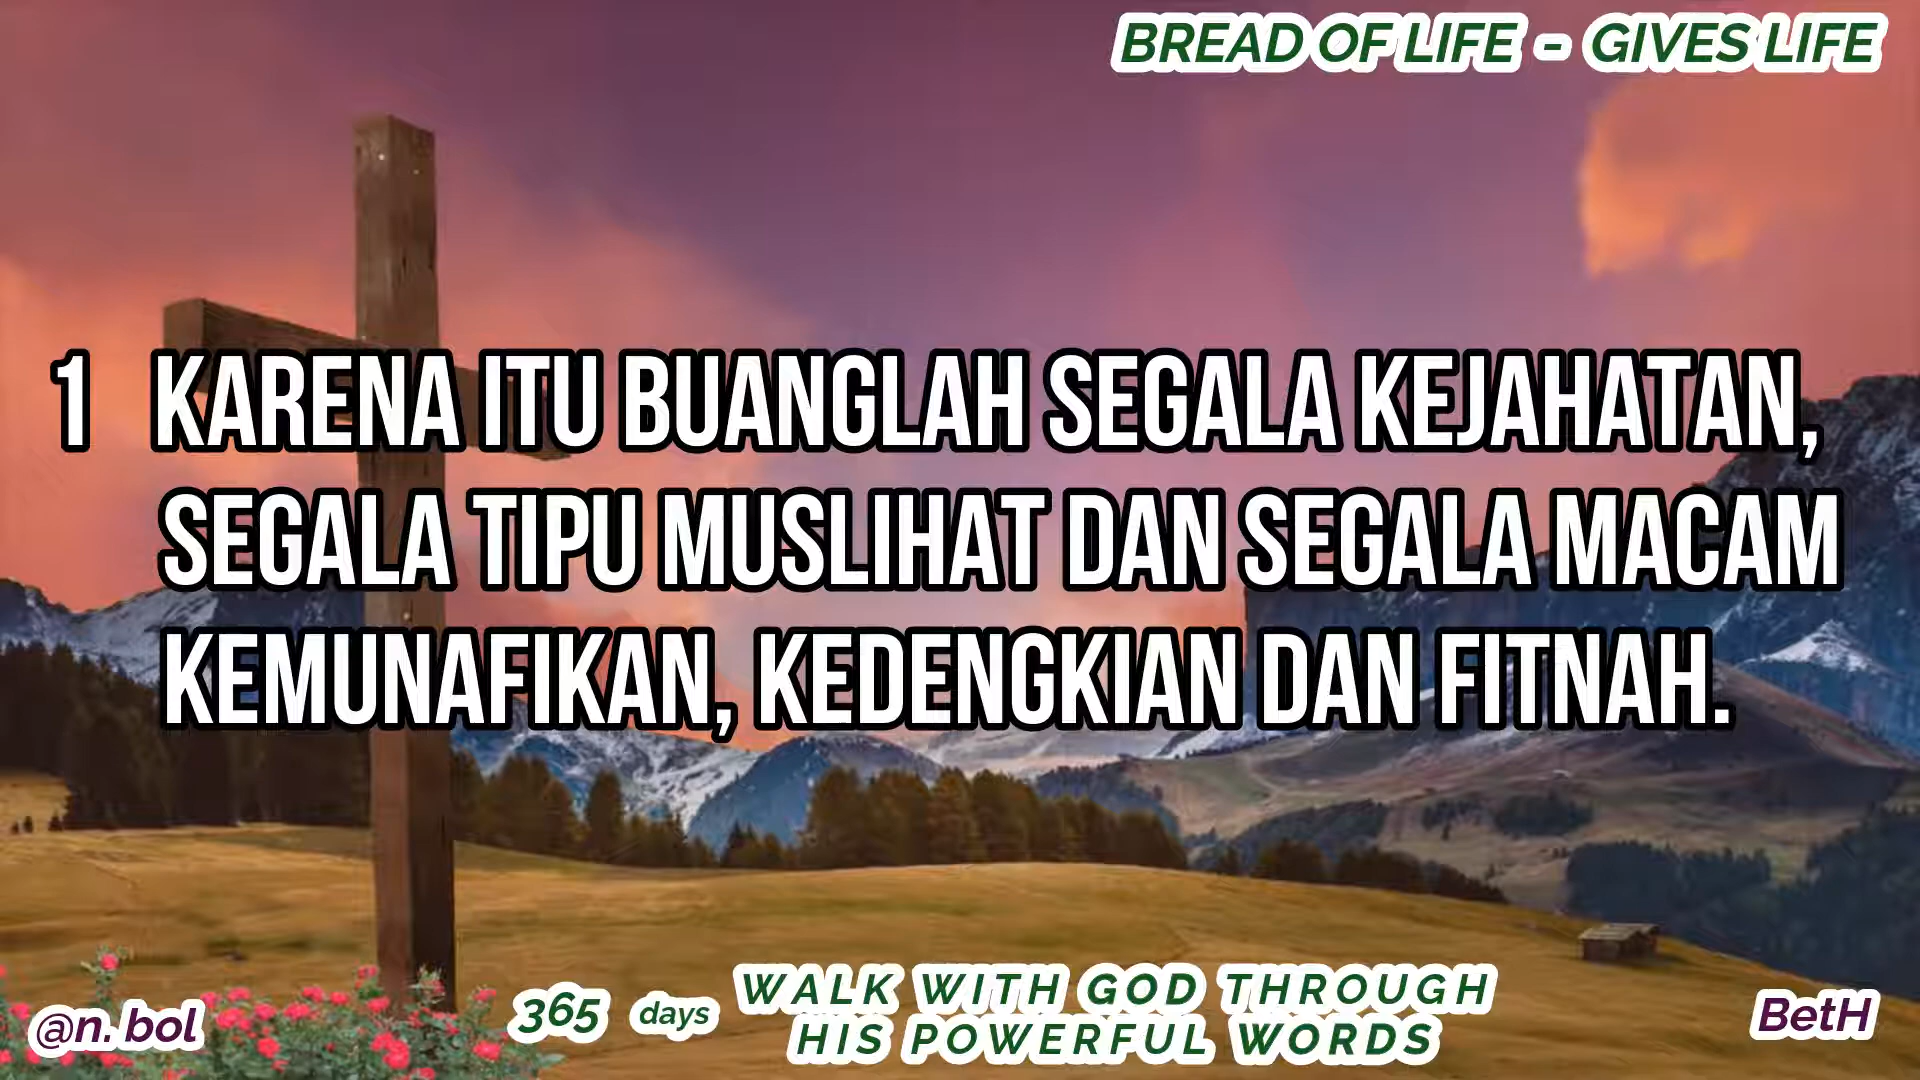 BREAD OF LIFE - GIVES LIFE
1 KARENA ITU BUANGLAH SEGALA KEJAHATAN,
SEGALA TIPU MUSLIHAT DAN SEGALA MACAM
KEMUNAFIKAN, KEDENGKIAN DAN FITNAH.
@n. bol
365 days
WALK WITH GOD THROUGH
HIS POWERFUL WORDS
BetH